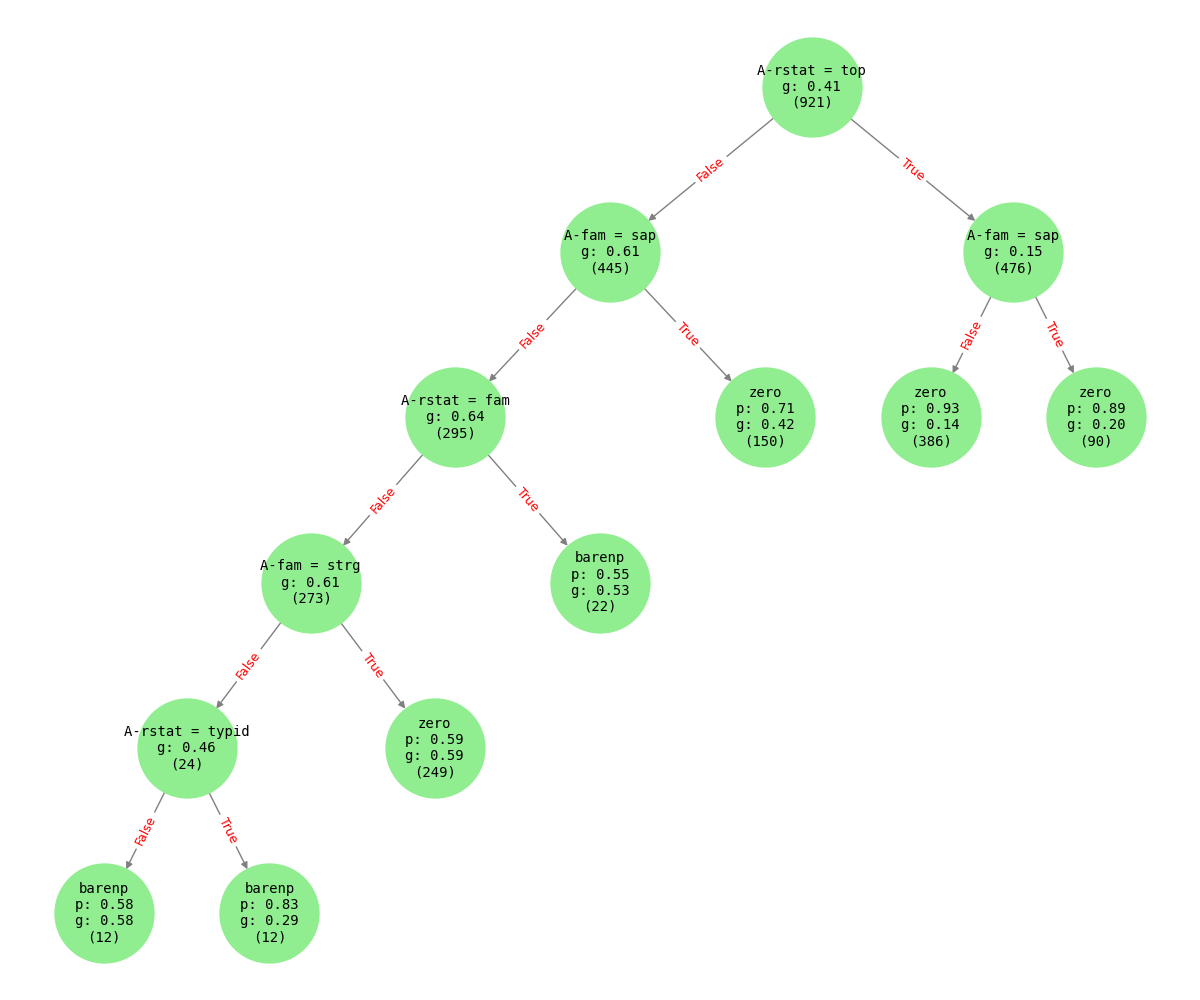 A-rstat = top
g: 0.41
(921)
False
True
A-fam = sap
g: 0.61
(445)
A-fam = sap
g: 0.15
(476)
False
True
False
True
A-rstat = fam
g: 0.64
(295)
zero
p: 0.71
g: 0.42
(150)
zero
p: 0.93
g: 0.14
(386)
zero
p: 0.89
g: 0.20
(90)
False
True
A-fam = strg
g: 0.61
(273)
barenp
p: 0.55
g: 0.53
(22)
False
True
A-rstat = typid
g: 0.46
(24)
zero
p: 0.59
g: 0.59
(249)
False
True
barenp
p: 0.58
g: 0.58
(12)
barenp
p: 0.83
g: 0.29
(12)